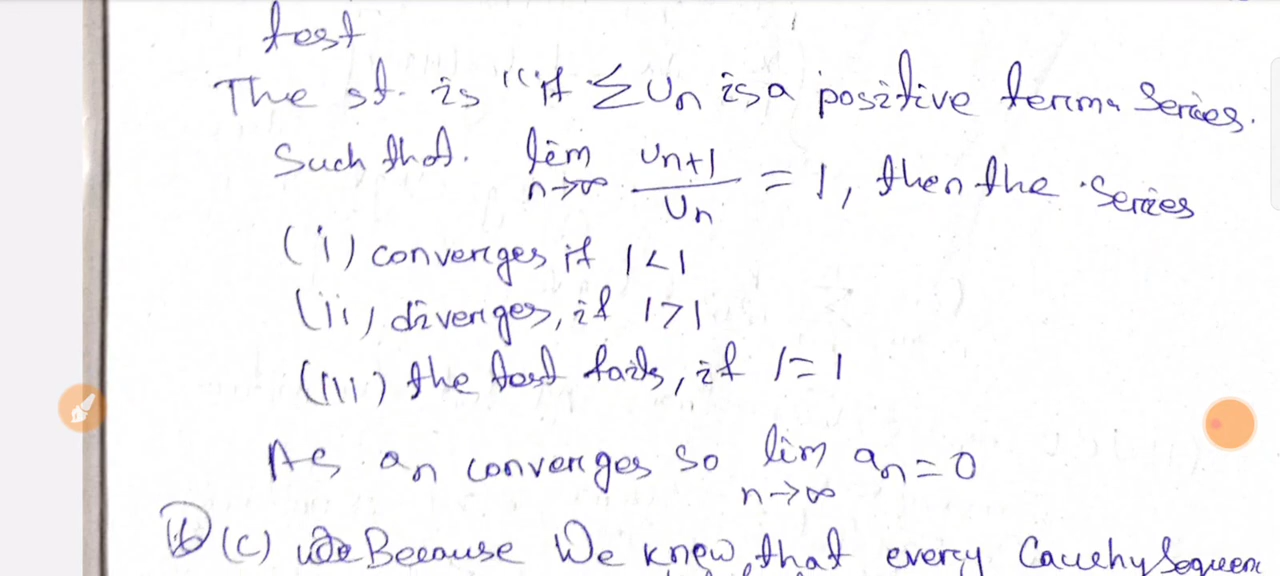 test
The st. is "if ΣUn is a positive terms Series.
Such that. lim n→∞ Un+1 / Un = l, then the Series
(i) converges if l<1
(ii) diverges, if l>1
(iii) the test fails, if l=1
As an converges so lim n→∞ an=0
(c) Because We know, that every Cauchy Sequen